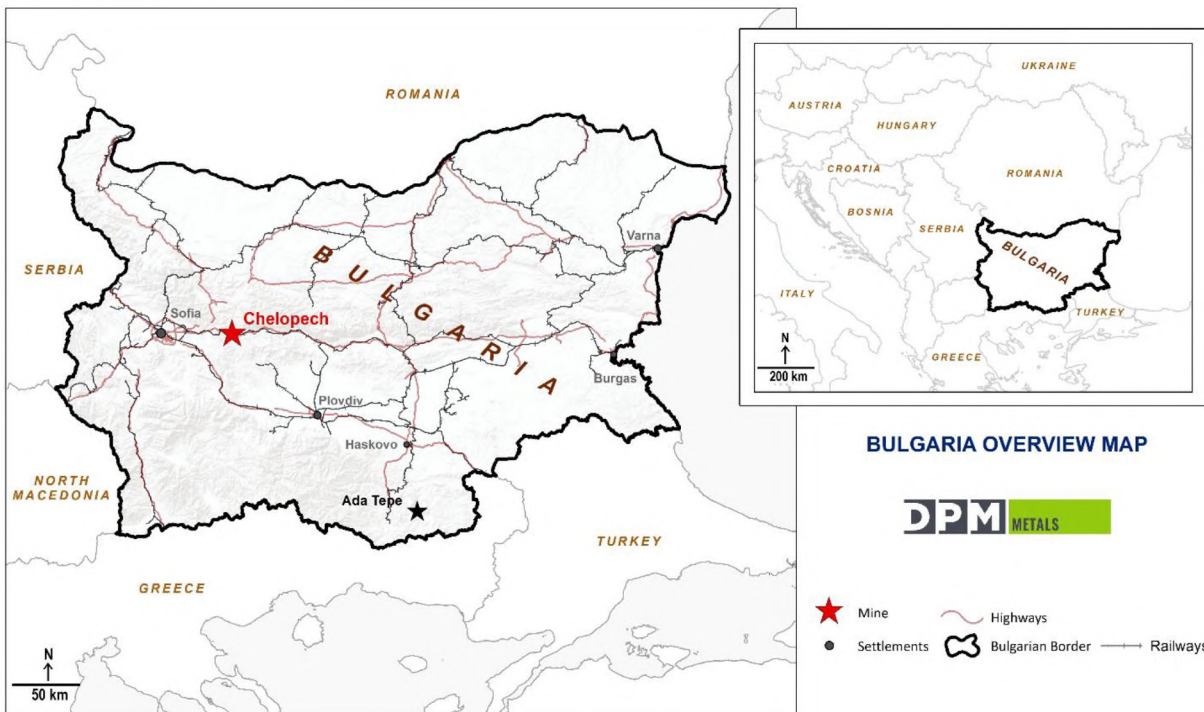 ROMANIA
SERBIA
BULGARIA
Varna
Sofia
Chelopech
Burgas
Plovdiv
Haskovo
NORTH
MACEDONIA
Ada Tepe
TURKEY
GREECE
N
50 km
UKRAINE
AUSTRIA
HUNGARY
CROATIA
ROMANIA
BOSNIA
SERBIA
BULGARIA
ITALY
TURKEY
GREECE
N
200 km
BULGARIA OVERVIEW MAP
DPM METALS
Mine
Highways
Settlements
Bulgarian Border
Railways